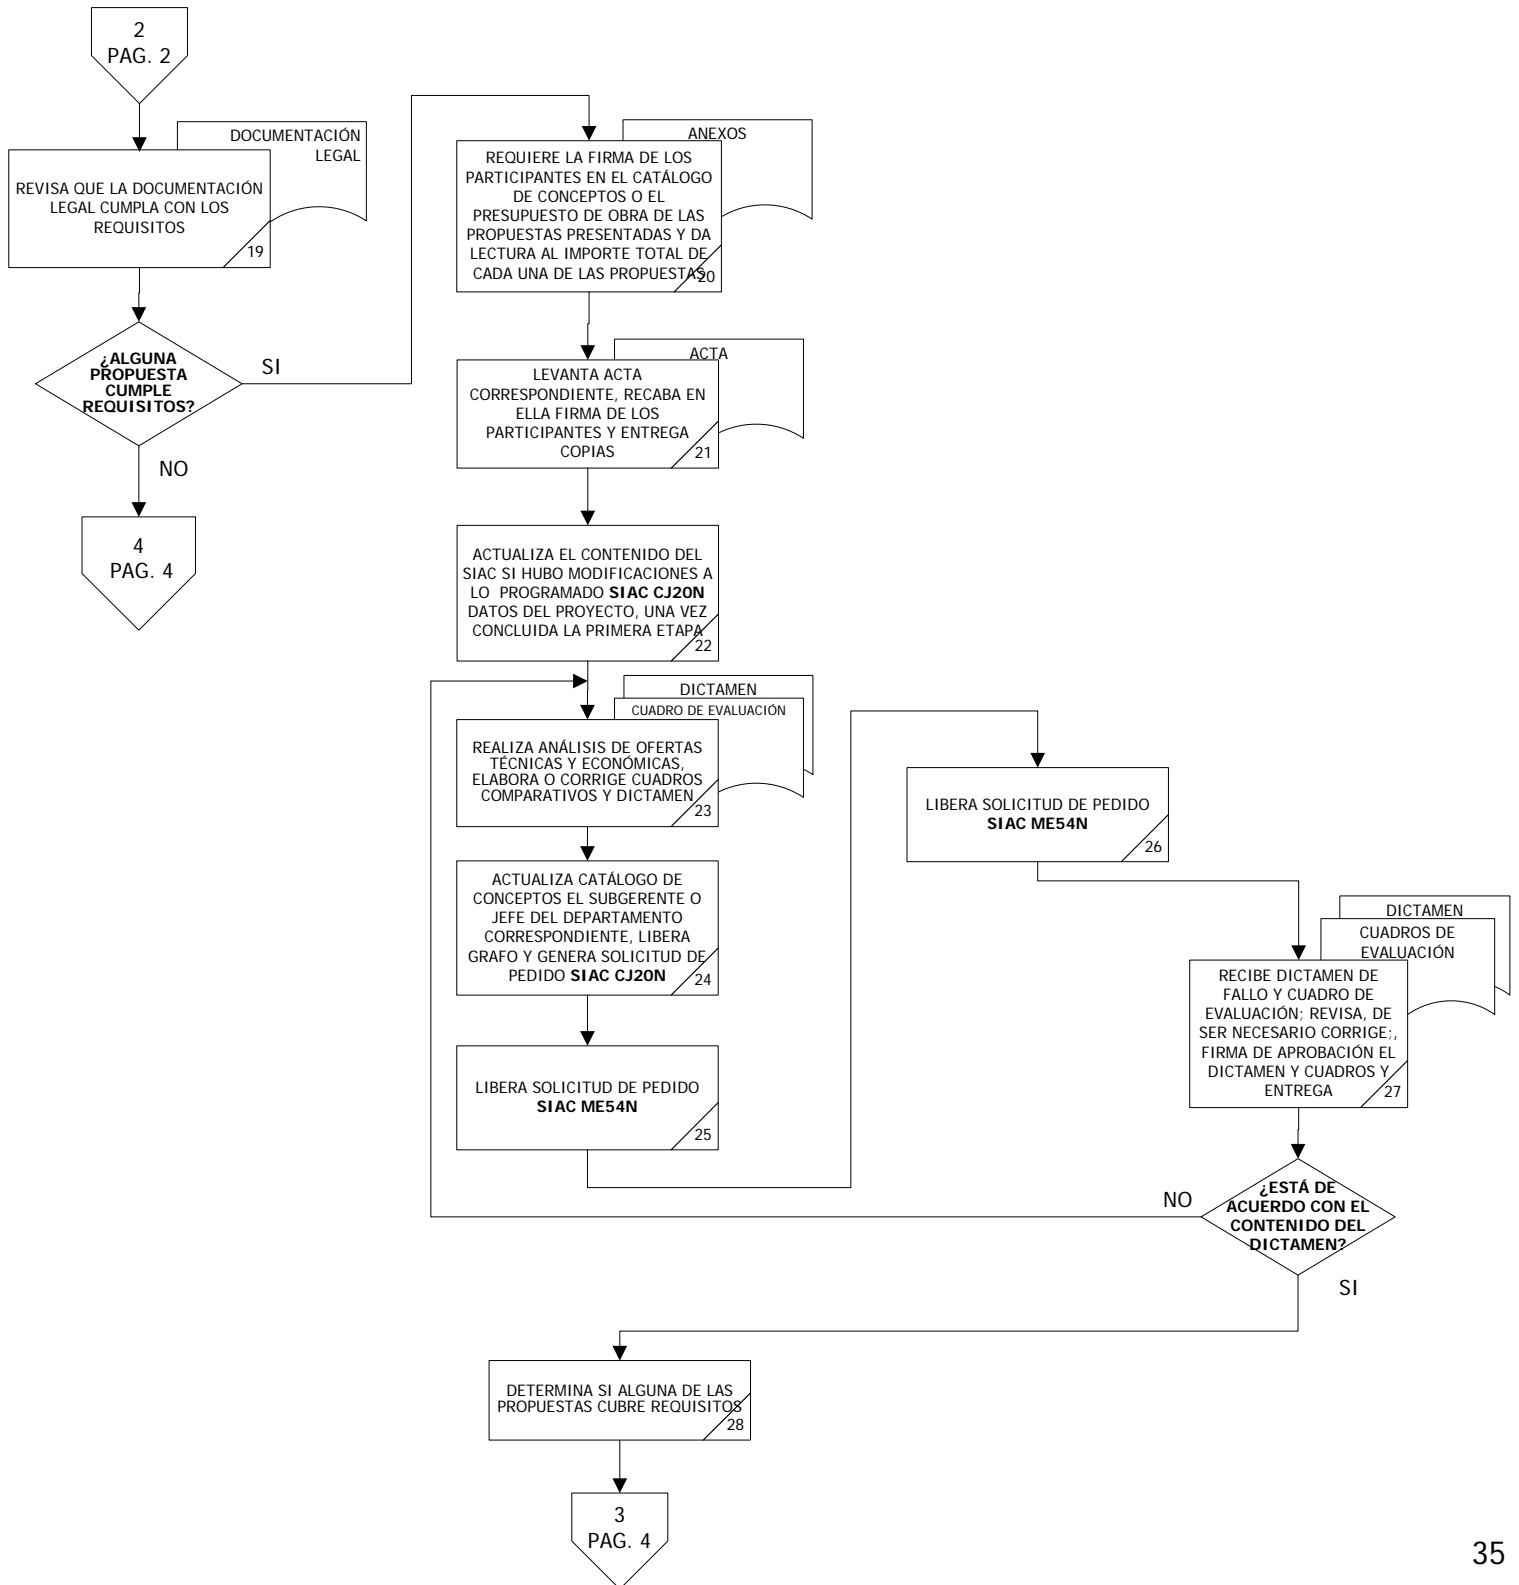 2
PAG. 2
DOCUMENTACIÓN
LEGAL
REVISA QUE LA DOCUMENTACIÓN
LEGAL CUMPLA CON LOS
REQUISITOS
19
¿ALGUNA
PROPUESTA
CUMPLE
REQUISITOS?
SI
NO
4
PAG. 4
ANEXOS
REQUIERE LA FIRMA DE LOS
PARTICIPANTES EN EL CATÁLOGO
DE CONCEPTOS O EL
PRESUPUESTO DE OBRA DE LAS
PROPUESTAS PRESENTADAS Y DA
LECTURA AL IMPORTE TOTAL DE
CADA UNA DE LAS PROPUESTAS
20
ACTA
LEVANTA ACTA
CORRESPONDIENTE, RECABA EN
ELLA FIRMA DE LOS
PARTICIPANTES Y ENTREGA
COPIAS
21
ACTUALIZA EL CONTENIDO DEL
SIAC SI HUBO MODIFICACIONES A
LO PROGRAMADO SIAC CJ20N
DATOS DEL PROYECTO, UNA VEZ
CONCLUIDA LA PRIMERA ETAPA
22
DICTAMEN
CUADRO DE EVALUACIÓN
REALIZA ANÁLISIS DE OFERTAS
TÉCNICAS Y ECONÓMICAS,
ELABORA O CORRIGE CUADROS
COMPARATIVOS Y DICTAMEN
23
ACTUALIZA CATÁLOGO DE
CONCEPTOS EL SUBGERENTE O
JEFE DEL DEPARTAMENTO
CORRESPONDIENTE, LIBERA
GRAFO Y GENERA SOLICITUD DE
PEDIDO SIAC CJ20N
24
LIBERA SOLICITUD DE PEDIDO
SIAC ME54N
25
LIBERA SOLICITUD DE PEDIDO
SIAC ME54N
26
DICTAMEN
CUADROS DE
EVALUACIÓN
RECIBE DICTAMEN DE
FALLO Y CUADRO DE
EVALUACIÓN; REVISA, DE
SER NECESARIO CORRIGE;,
FIRMA DE APROBACIÓN EL
DICTAMEN Y CUADROS Y
ENTREGA
27
¿ESTÁ DE
ACUERDO CON EL
CONTENIDO DEL
DICTAMEN?
NO
SI
DETERMINA SI ALGUNA DE LAS
PROPUESTAS CUBRE REQUISITOS
28
3
PAG. 4
35